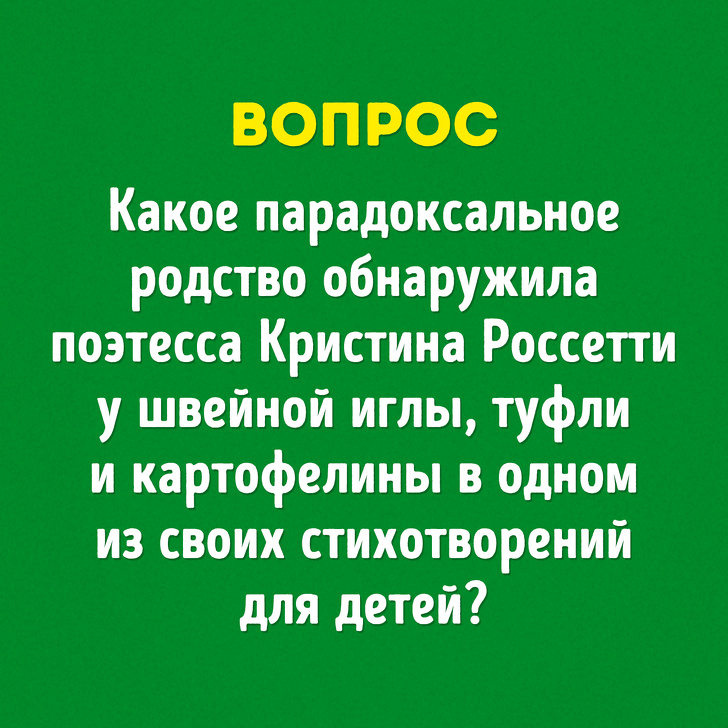 ВОПРОС
Какое парадоксальное
родство обнаружила
поэтесса Кристина Россетти
у швейной иглы, туфли
и картофелины в одном
из своих стихотворений
для детей?